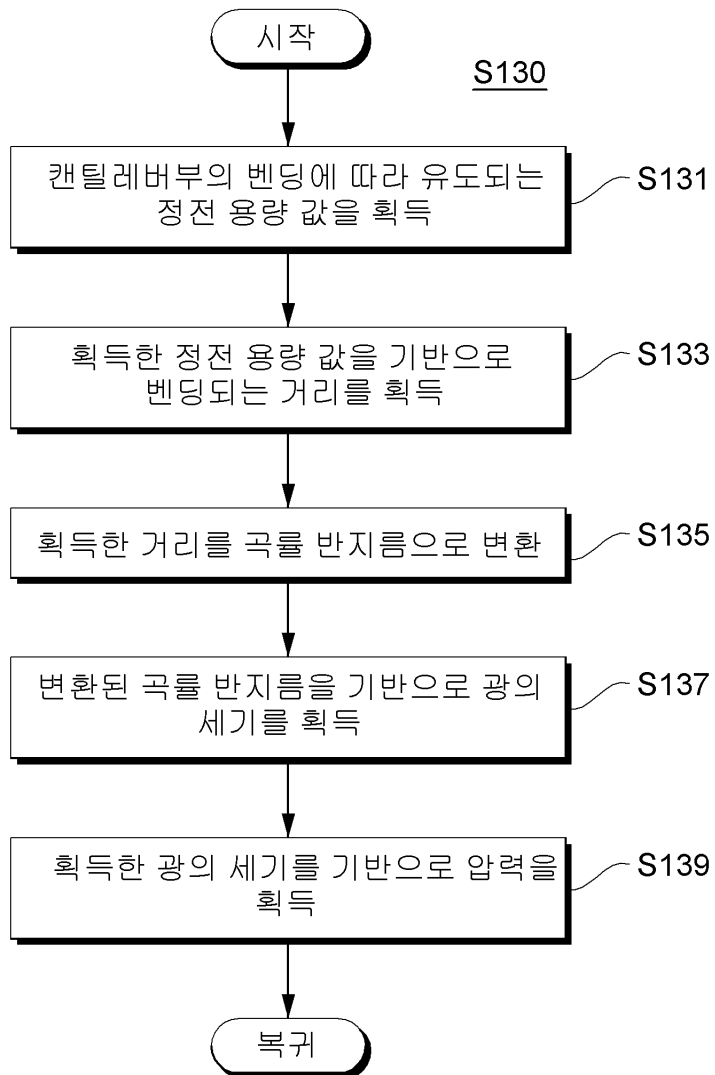 시작
S130
캔틸레버부의 벤딩에 따라 유도되는
정전 용량 값을 획득
S131
획득한 정전 용량 값을 기반으로
벤딩되는 거리를 획득
S133
획득한 거리를 곡률 반지름으로 변환
S135
변환된 곡률 반지름을 기반으로 광의
세기를 획득
S137
획득한 광의 세기를 기반으로 압력을
획득
S139
복귀